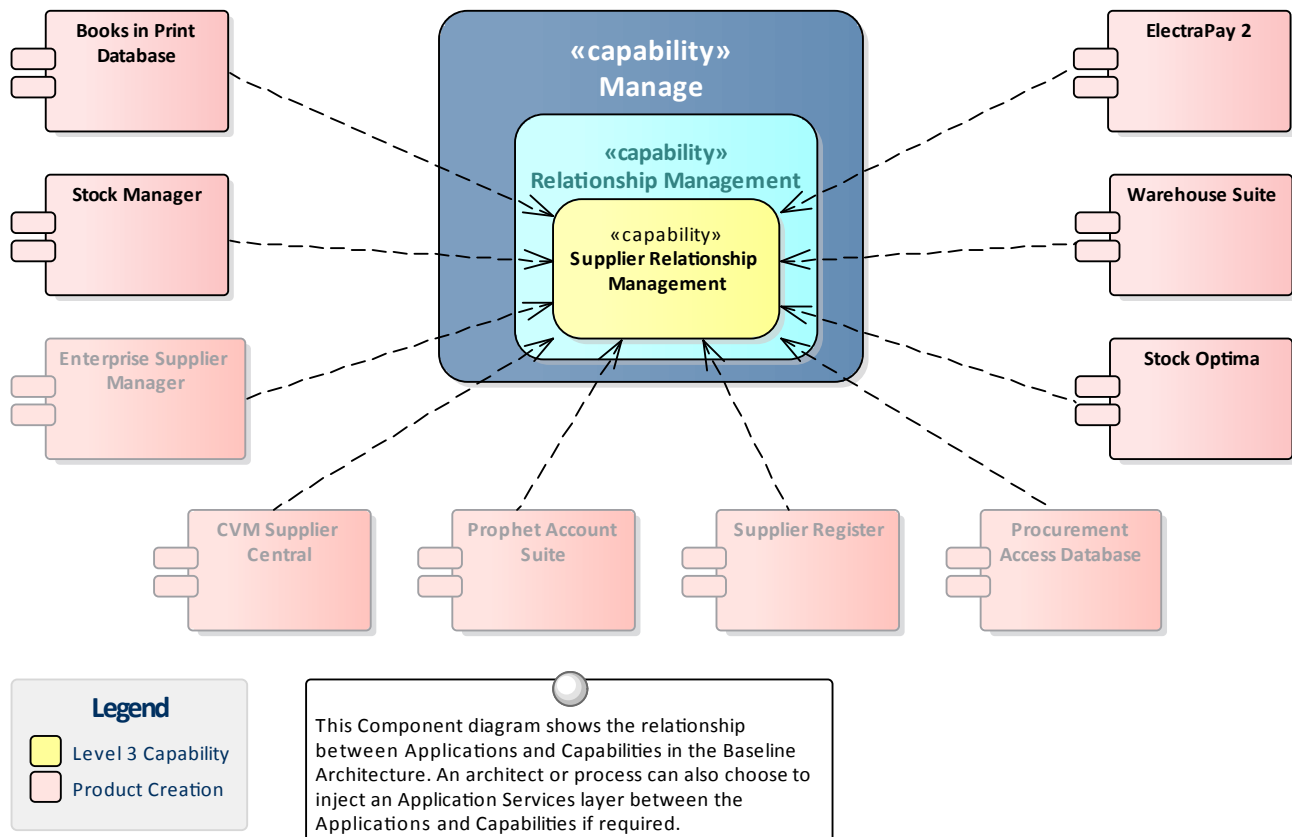 Books in Print
Database
«capability»
Manage
ElectraPay 2
«capability»
Relationship Management
Stock Manager
«capability»
Supplier Relationship
Management
Warehouse Suite
Enterprise Supplier
Manager
Stock Optima
CVM Supplier
Central
Prophet Account
Suite
Supplier Register
Procurement
Access Database
Legend
Level 3 Capability
Product Creation
This Component diagram shows the relationship
between Applications and Capabilities in the Baseline
Architecture. An architect or process can also choose to
inject an Application Services layer between the
Applications and Capabilities if required.